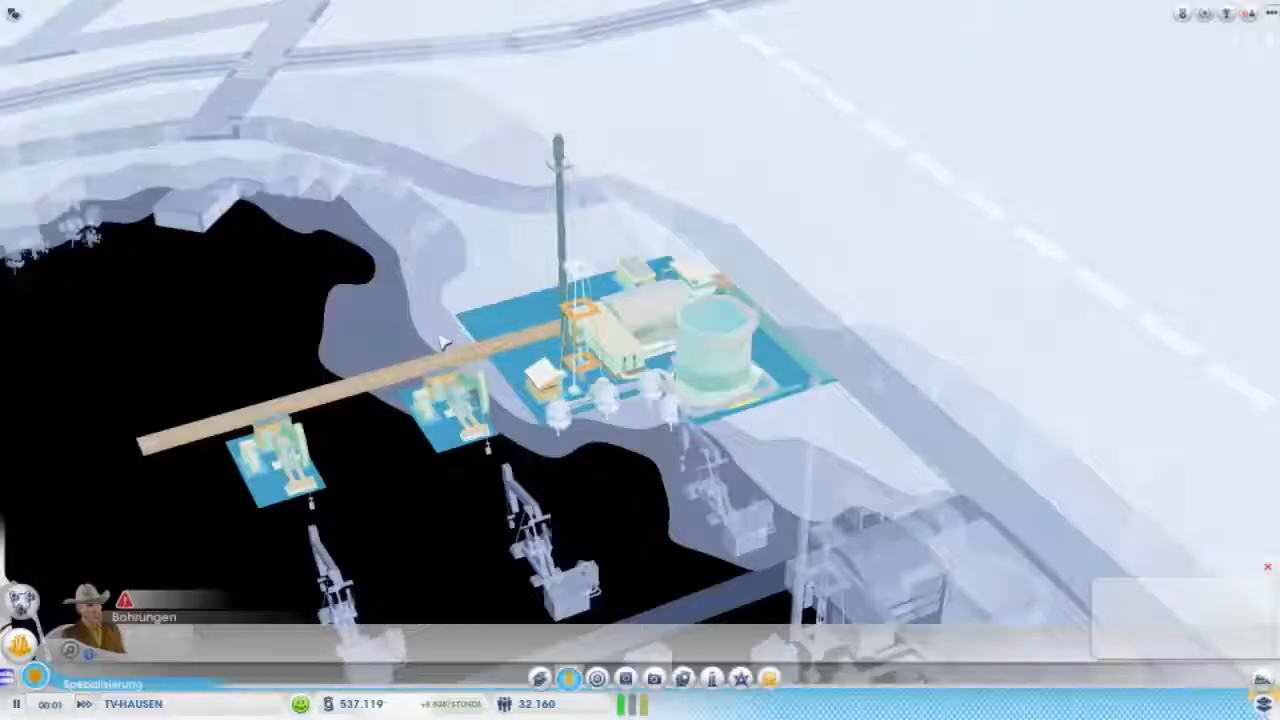 Bohrungen
Spezialisierung
00:01
TV-HAUSEN
537.119
32.160